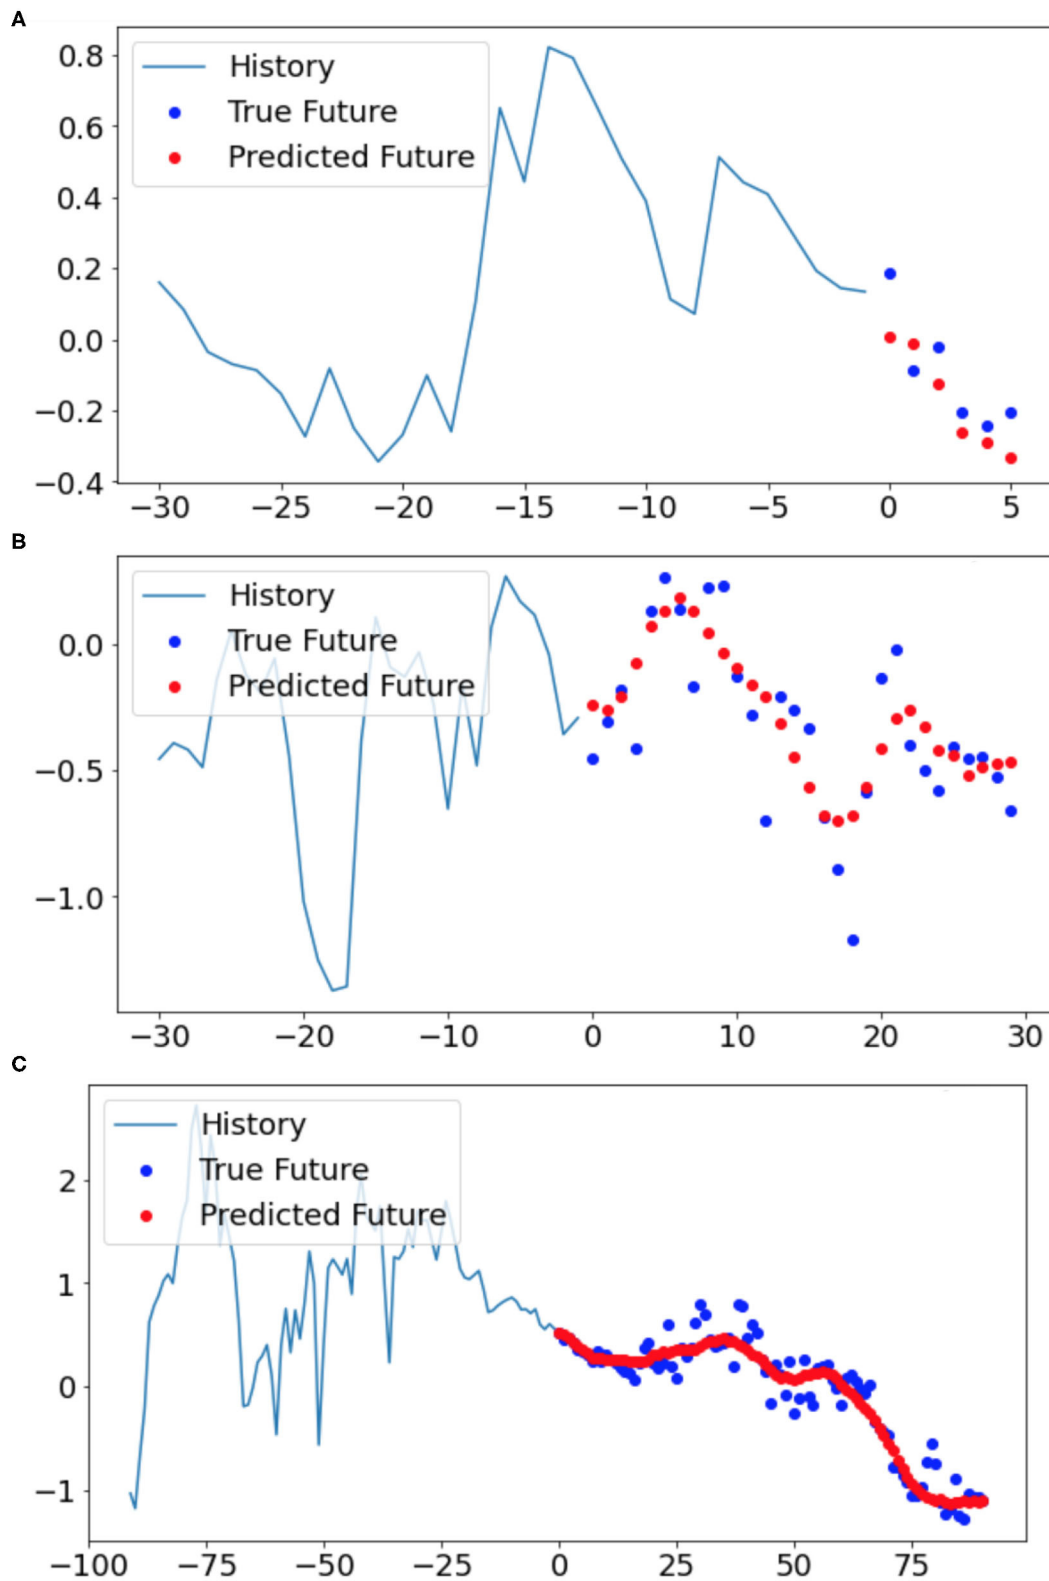 A
0.8
0.6
0.4
0.2
0.0
−0.2
−0.4
History
True Future
Predicted Future
−30 −25 −20 −15 −10 −5 0 5
B
0.0
−0.5
−1.0
History
True Future
Predicted Future
−30 −20 −10 0 10 20 30
C
2
1
0
−1
History
True Future
Predicted Future
−100 −75 −50 −25 0 25 50 75